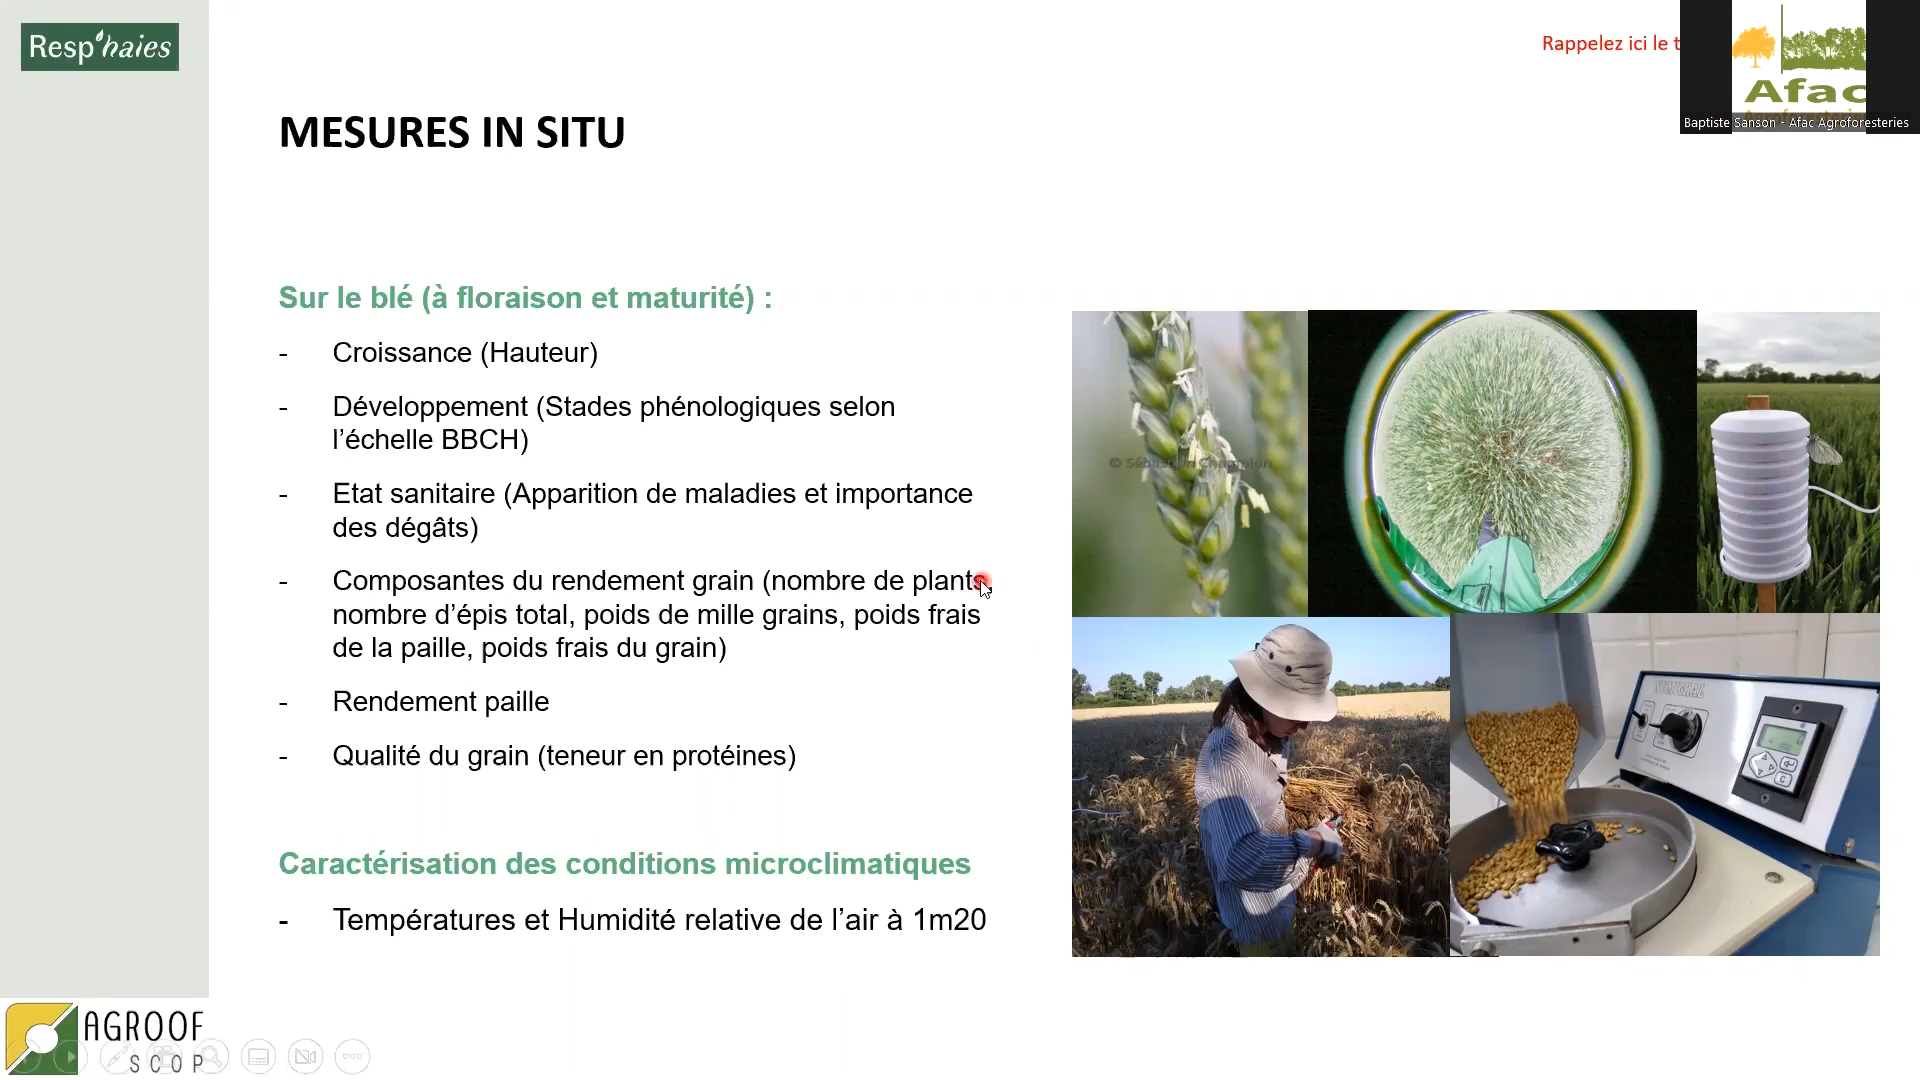 Resp'haies
Rappelez ici le t
Afac
Baptiste Sanson - Afac Agroforesteries
MESURES IN SITU
Sur le blé (à floraison et maturité) :
- Croissance (Hauteur)
- Développement (Stades phénologiques selon
l’échelle BBCH)
- Etat sanitaire (Apparition de maladies et importance
des dégâts)
- Composantes du rendement grain (nombre de plants,
nombre d’épis total, poids de mille grains, poids frais
de la paille, poids frais du grain)
- Rendement paille
- Qualité du grain (teneur en protéines)
Caractérisation des conditions microclimatiques
- Températures et Humidité relative de l’air à 1m20
© Sébastien Champion
NUMIGRAL
AGROOF
SCOP